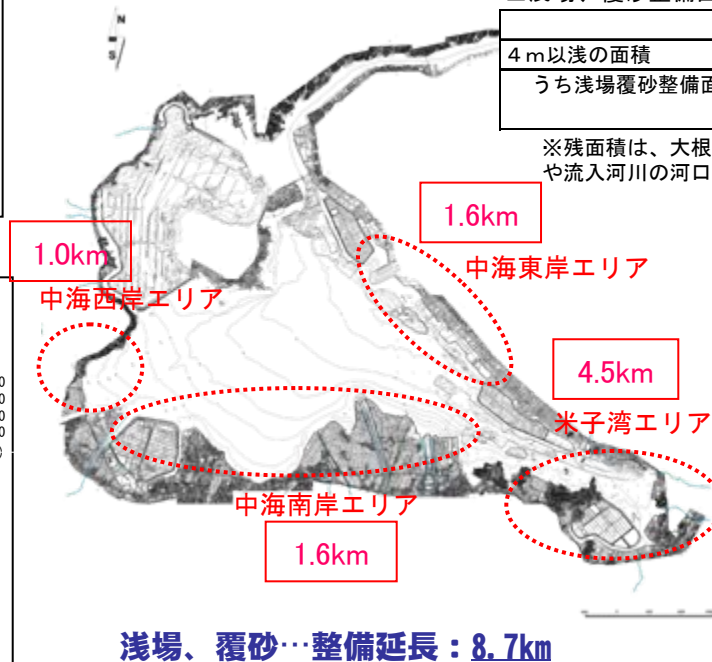 N
S
４ｍ以浅の面積
うち浅場覆砂整備面
※残面積は、大根
や流入河川の河口
1.6km
中海東岸エリア
1.0km
中海西岸エリア
4.5km
米子湾エリア
中海南岸エリア
1.6km
浅場、覆砂…整備延長：8.7km